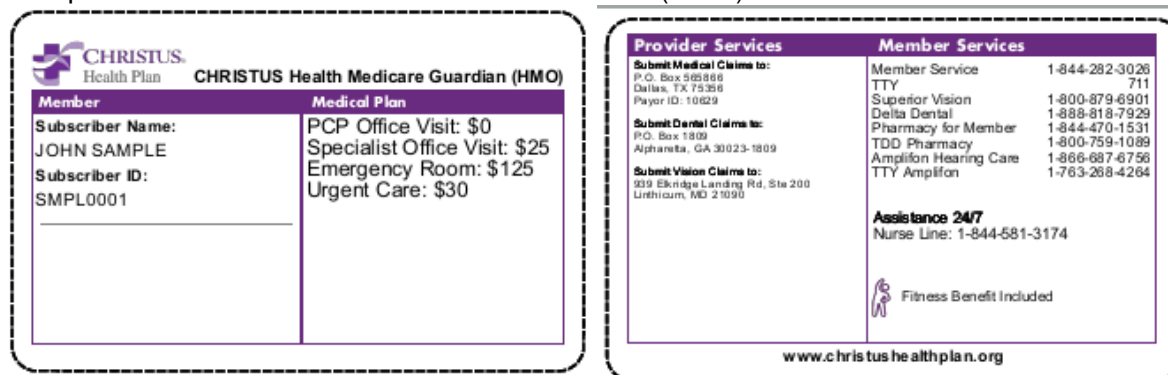 CHRISTUS®
Health Plan
CHRISTUS Health Medicare Guardian (HMO)
Member
Subscriber Name:
JOHN SAMPLE
Subscriber ID:
SMPL0001
Medical Plan
PCP Office Visit: $0
Specialist Office Visit: $25
Emergency Room: $125
Urgent Care: $30
Provider Services
Submit Medical Claims to:
P.O. Box 565866
Dallas, TX 75356
Payor ID: 10629
Submit Dental Claims to:
P.O. Box 1809
Alpharetta, GA 30023-1809
Submit Vision Claims to:
939 Elkridge Landing Rd, Ste 200
Linthicum, MD 21090
Member Services
Member Service 1-844-282-3026
TTY 711
Superior Vision 1-800-879-6901
Delta Dental 1-888-818-7929
Pharmacy for Member 1-844-470-1531
TDD Pharmacy 1-800-759-1089
Amplifon Hearing Care 1-866-687-6756
TTY Amplifon 1-763-268-4264
Assistance 24/7
Nurse Line: 1-844-581-3174
Fitness Benefit Included
www.christushealthplan.org